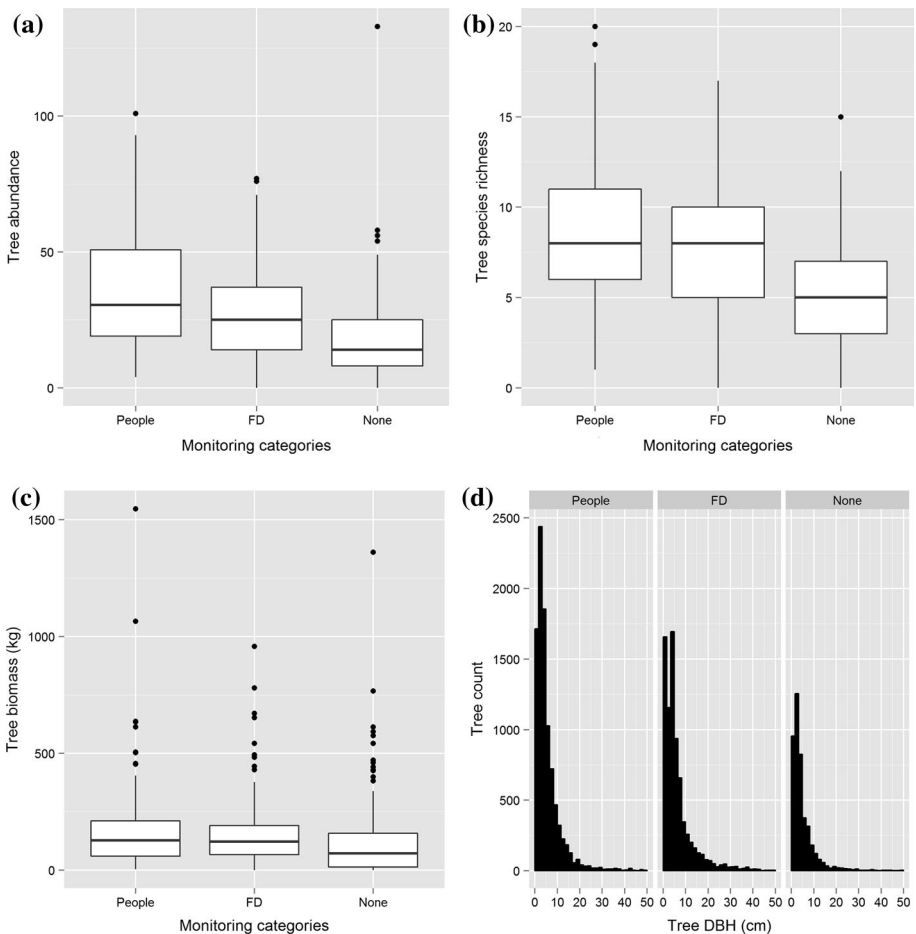 (a)
Tree abundance
100
50
0
People FD None
Monitoring categories
(b)
Tree species richness
20
15
10
5
0
People FD None
Monitoring categories
(c)
Tree biomass (kg)
1500
1000
500
0
People FD None
Monitoring categories
(d)
People FD None
Tree count
2500
2000
1500
1000
500
0
0 10 20 30 40 50 0 10 20 30 40 50 0 10 20 30 40 50
Tree DBH (cm)